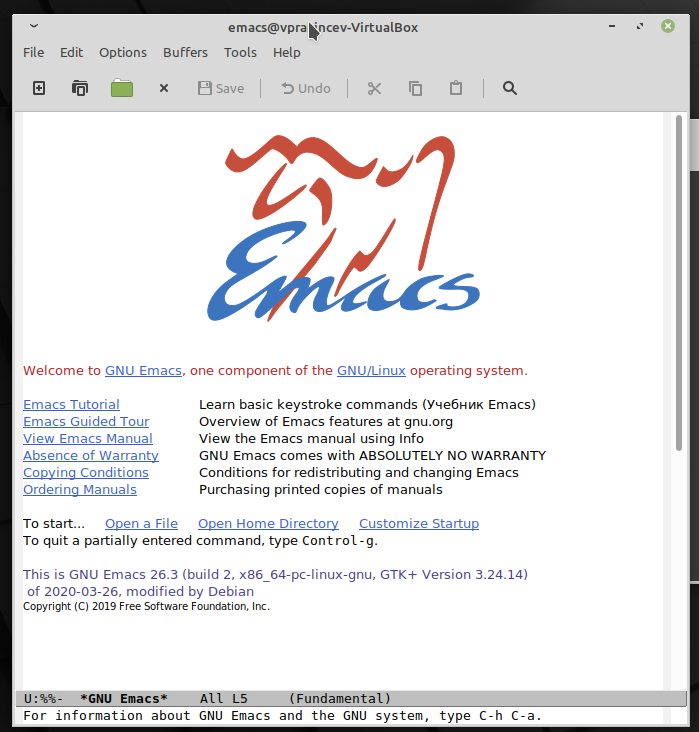 File Edit Options Buffers Tools Help
Save Undo
Emacs
Welcome to GNU Emacs, one component of the GNU/Linux operating system.
Emacs Tutorial Learn basic keystroke commands (Учебник Emacs)
Emacs Guided Tour Overview of Emacs features at gnu.org
View Emacs Manual View the Emacs manual using Info
Absence of Warranty GNU Emacs comes with ABSOLUTELY NO WARRANTY
Copying Conditions Conditions for redistributing and changing Emacs
Ordering Manuals Purchasing printed copies of manuals
To start... Open a File Open Home Directory Customize Startup
To quit a partially entered command, type Control-g.
This is GNU Emacs 26.3 (build 2, x86_64-pc-linux-gnu, GTK+ Version 3.24.14)
of 2020-03-26, modified by Debian
Copyright (C) 2019 Free Software Foundation, Inc.
U:%%- *GNU Emacs* All L5 (Fundamental)
For information about GNU Emacs and the GNU system, type C-h C-a.